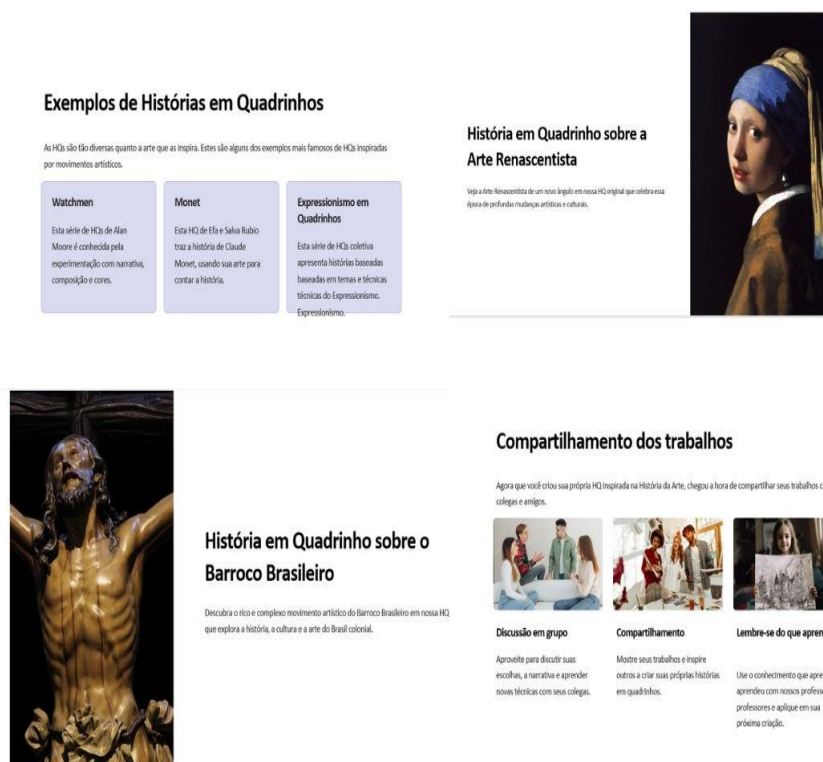 Exemplos de Histórias em Quadrinhos
As HQs são tão diversas quanto a arte que as inspira. Estes são alguns dos exemplos mais famosos de HQs inspiradas
por movimentos artísticos.
Watchmen
Esta série de HQs de Alan
Moore é conhecida pela
experimentação com narrativa,
composição e cores.
Monet
Esta HQ de Efa e Salva Rubio
traz a história de Claude
Monet, usando sua arte para
contar a história.
Expressionismo em
Quadrinhos
Esta série de HQs coletiva
apresenta histórias baseadas
baseadas em temas e técnicas
técnicas do Expressionismo.
Expressionismo.
História em Quadrinho sobre a
Arte Renascentista
Veja a Arte Renascentista de um novo ângulo em nossa HQ original que celebra essa
época de profundas mudanças artísticas e culturais.
História em Quadrinho sobre o
Barroco Brasileiro
Descubra o rico e complexo movimento artístico do Barroco Brasileiro em nossa HQ
que explora a história, a cultura e a arte do Brasil colonial.
Compartilhamento dos trabalhos
Agora que você criou sua própria HQ inspirada na História da Arte, chegou a hora de compartilhar seus trabalhos
colegas e amigos.
Discussão em grupo
Aproveite para discutir suas
escolhas, a narrativa e aprender
novas técnicas com seus colegas.
Compartilhamento
Mostre seus trabalhos e inspire
outros a criar suas próprias histórias
em quadrinhos.
Lembre-se do que
Use o conhecimento que
aprendeu com nossos
professores e aplique em sua
próxima criação.